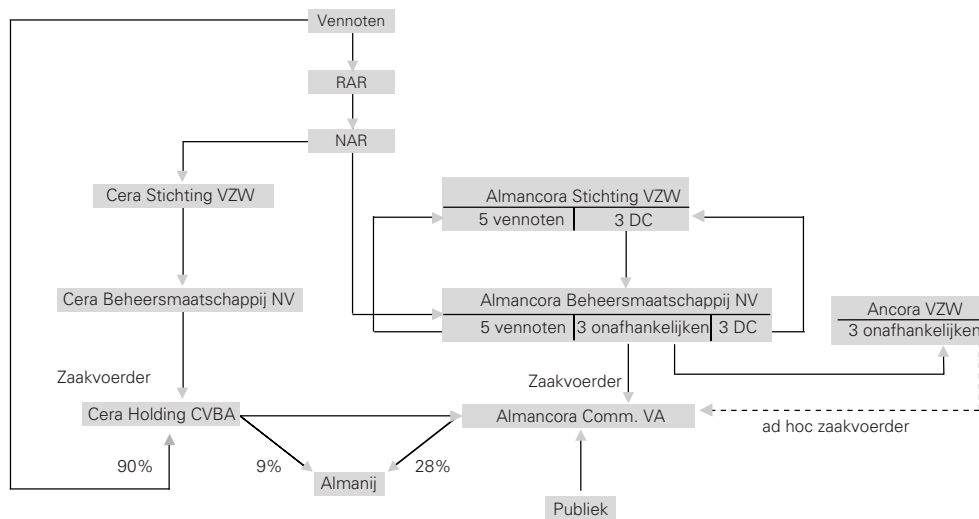 Vennoten
RAR
NAR
Cera Stichting VZW
Almancora Stichting VZW
5 vennoten 3 DC
Cera Beheersmaatschappij NV
Almancora Beheersmaatschappij NV
5 vennoten 3 onafhankelijken 3 DC
Ancora VZW
3 onafhankelijken
Zaakvoerder
Zaakvoerder
Cera Holding CVBA
Almancora Comm. VA
ad hoc zaakvoerder
90%
9%
28%
Almanij
Publiek